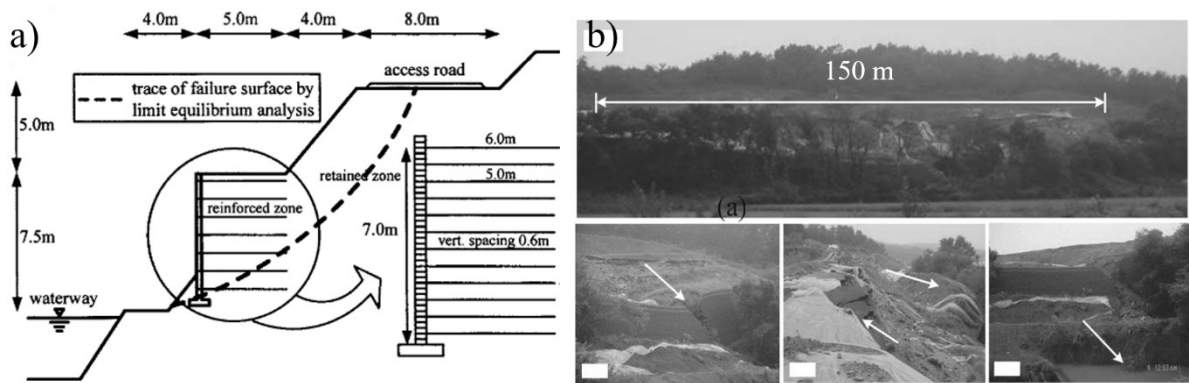 a)
4.0m 5.0m 4.0m 8.0m
trace of failure surface by
limit equilibrium analysis
access road
5.0m
7.5m
waterway
reinforced zone
retained zone
6.0m
5.0m
7.0m
vert. spacing 0.6m
b)
150 m
(a)